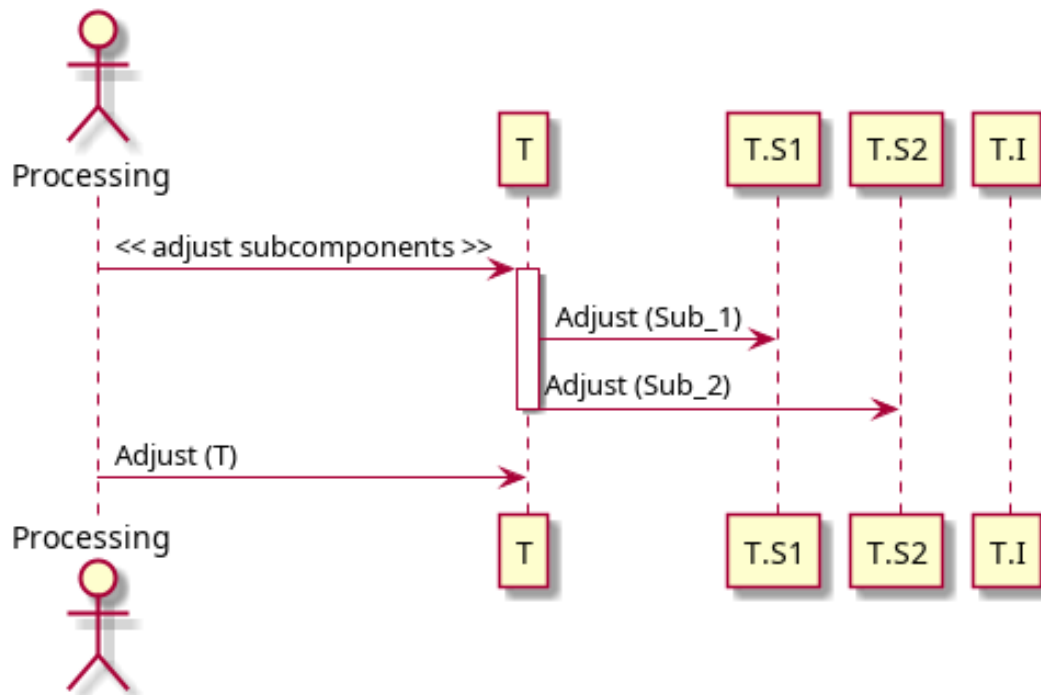 Processing
T
T.S1
T.S2
T.I
<< adjust subcomponents >>
Adjust (Sub_1)
Adjust (Sub_2)
Adjust (T)
Processing
T
T.S1
T.S2
T.I